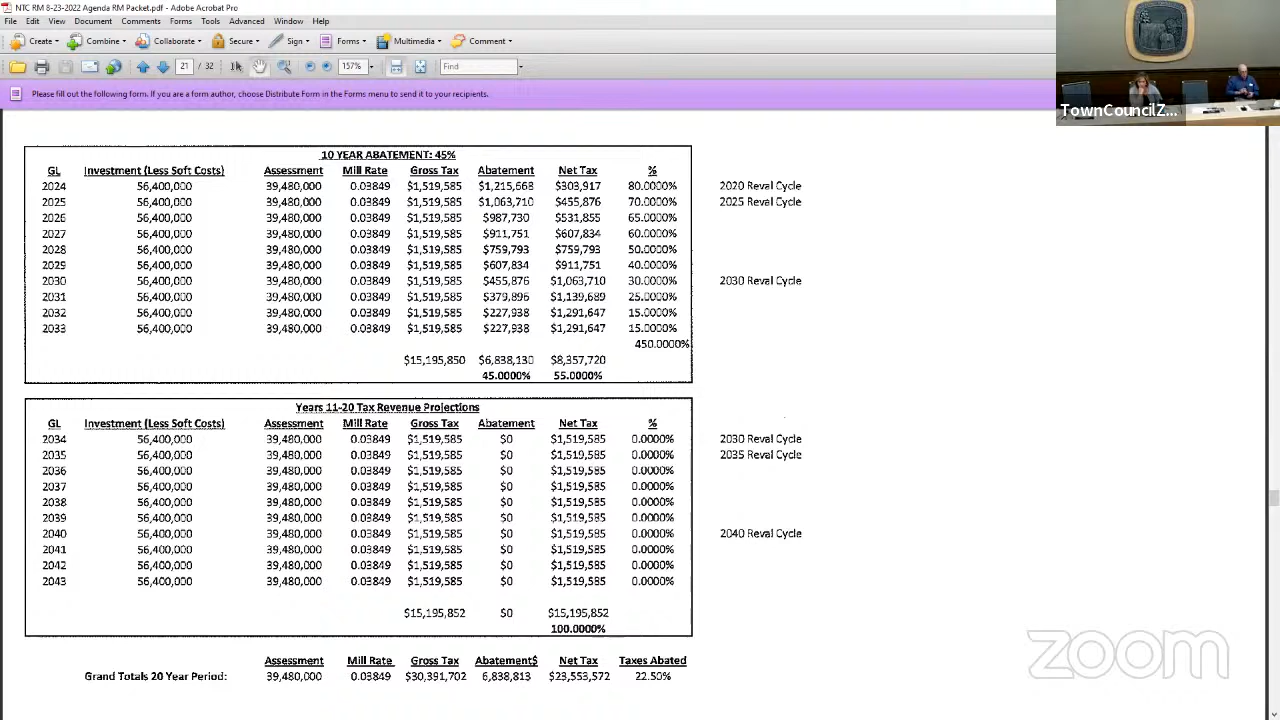 NTC RM 8-23-2022 Agenda RM Packet.pdf - Adobe Acrobat Pro
File Edit View Document Comments Forms Tools Advanced Window Help
Create Combine Collaborate Secure Sign Forms Multimedia Comment
21 / 32 157% Find
Please fill out the following form. If you are a form author, choose Distribute Form in the Forms menu to send it to your recipients.
TownCouncilZ...
10 YEAR ABATEMENT: 45%
GL Investment (Less Soft Costs) Assessment Mill Rate Gross Tax Abatement Net Tax %
2024 56,400,000 39,480,000 0.03849 $1,519,585 $1,215,668 $303,917 80.0000% 2020 Reval Cycle
2025 56,400,000 39,480,000 0.03849 $1,519,585 $1,063,710 $455,876 70.0000% 2025 Reval Cycle
2026 56,400,000 39,480,000 0.03849 $1,519,585 $987,730 $531,855 65.0000%
2027 56,400,000 39,480,000 0.03849 $1,519,585 $911,751 $607,834 60.0000%
2028 56,400,000 39,480,000 0.03849 $1,519,585 $759,793 $759,793 50.0000%
2029 56,400,000 39,480,000 0.03849 $1,519,585 $607,834 $911,751 40.0000%
2030 56,400,000 39,480,000 0.03849 $1,519,585 $455,876 $1,063,710 30.0000% 2030 Reval Cycle
2031 56,400,000 39,480,000 0.03849 $1,519,585 $379,896 $1,139,689 25.0000%
2032 56,400,000 39,480,000 0.03849 $1,519,585 $227,938 $1,291,647 15.0000%
2033 56,400,000 39,480,000 0.03849 $1,519,585 $227,938 $1,291,647 15.0000%
450.0000%
$15,195,850 $6,838,130 $8,357,720
45.0000% 55.0000%
Years 11-20 Tax Revenue Projections
GL Investment (Less Soft Costs) Assessment Mill Rate Gross Tax Abatement Net Tax %
2034 56,400,000 39,480,000 0.03849 $1,519,585 $0 $1,519,585 0.0000% 2030 Reval Cycle
2035 56,400,000 39,480,000 0.03849 $1,519,585 $0 $1,519,585 0.0000% 2035 Reval Cycle
2036 56,400,000 39,480,000 0.03849 $1,519,585 $0 $1,519,585 0.0000%
2037 56,400,000 39,480,000 0.03849 $1,519,585 $0 $1,519,585 0.0000%
2038 56,400,000 39,480,000 0.03849 $1,519,585 $0 $1,519,585 0.0000%
2039 56,400,000 39,480,000 0.03849 $1,519,585 $0 $1,519,585 0.0000%
2040 56,400,000 39,480,000 0.03849 $1,519,585 $0 $1,519,585 0.0000% 2040 Reval Cycle
2041 56,400,000 39,480,000 0.03849 $1,519,585 $0 $1,519,585 0.0000%
2042 56,400,000 39,480,000 0.03849 $1,519,585 $0 $1,519,585 0.0000%
2043 56,400,000 39,480,000 0.03849 $1,519,585 $0 $1,519,585 0.0000%
$15,195,852 $0 $15,195,852
100.0000%
Assessment Mill Rate Gross Tax Abatement$ Net Tax Taxes Abated
Grand Totals 20 Year Period: 39,480,000 0.03849 $30,391,702 6,838,813 $23,553,572 22.50%
zoom